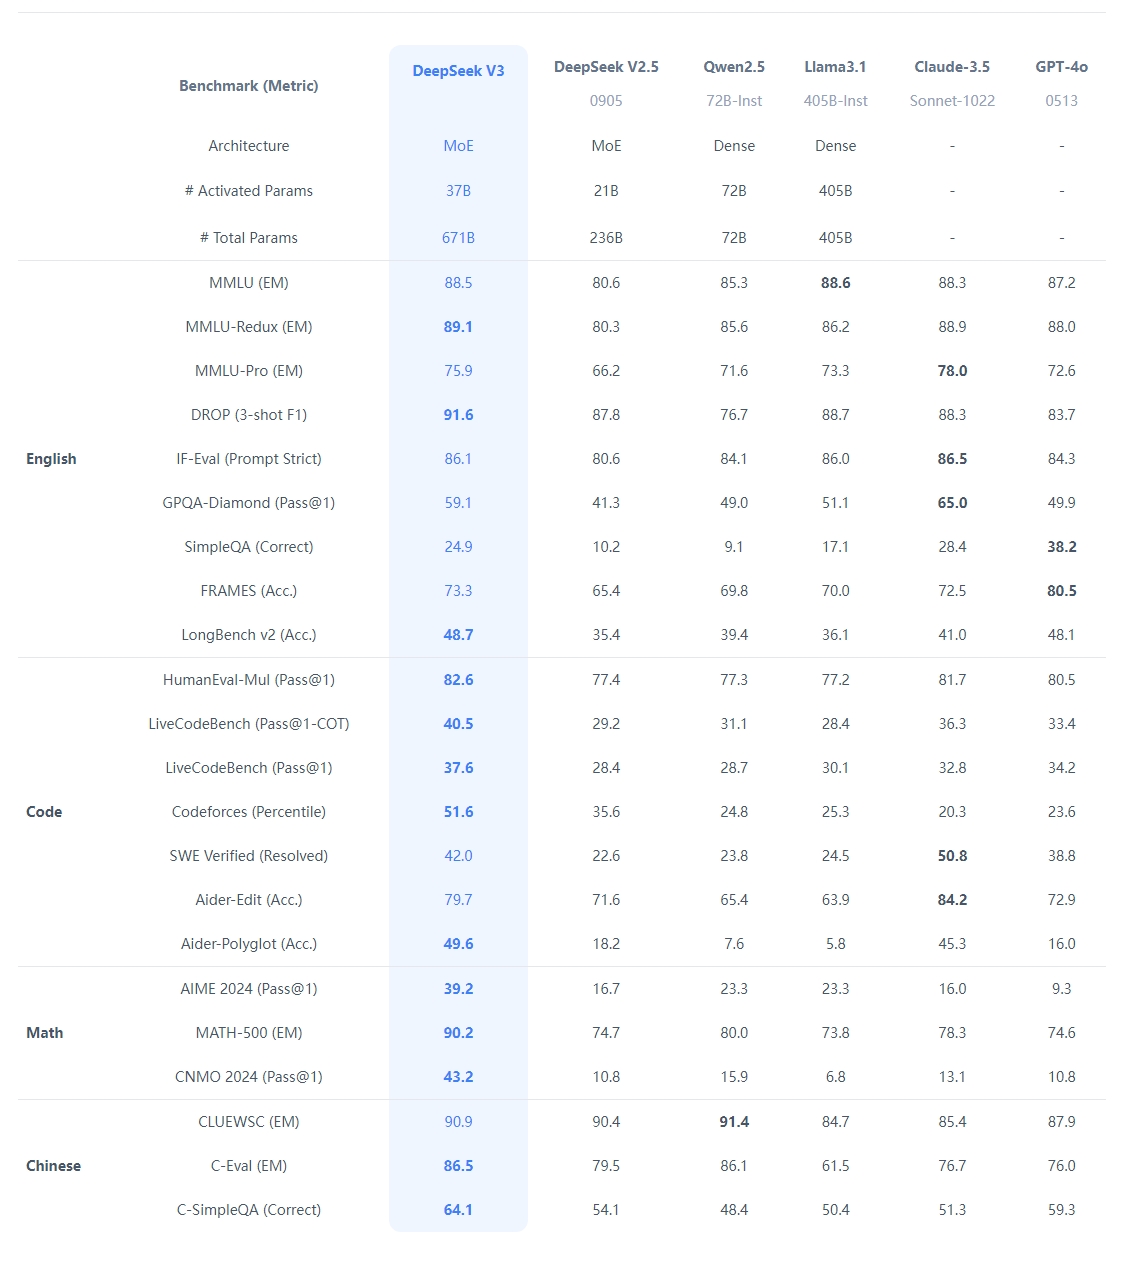 Benchmark (Metric) DeepSeek V3 DeepSeek V2.5 Qwen2.5 Llama3.1 Claude-3.5 GPT-4o
0905 72B-Inst 405B-Inst Sonnet-1022 0513
Architecture MoE MoE Dense Dense - -
# Activated Params 37B 21B 72B 405B - -
# Total Params 671B 236B 72B 405B - -
MMLU (EM) 88.5 80.6 85.3 88.6 88.3 87.2
MMLU-Redux (EM) 89.1 80.3 85.6 86.2 88.9 88.0
MMLU-Pro (EM) 75.9 66.2 71.6 73.3 78.0 72.6
DROP (3-shot F1) 91.6 87.8 76.7 88.7 88.3 83.7
English IF-Eval (Prompt Strict) 86.1 80.6 84.1 86.0 86.5 84.3
GPQA-Diamond (Pass@1) 59.1 41.3 49.0 51.1 65.0 49.9
SimpleQA (Correct) 24.9 10.2 9.1 17.1 28.4 38.2
FRAMES (Acc.) 73.3 65.4 69.8 70.0 72.5 80.5
LongBench v2 (Acc.) 48.7 35.4 39.4 36.1 41.0 48.1
HumanEval-Mul (Pass@1) 82.6 77.4 77.3 77.2 81.7 80.5
LiveCodeBench (Pass@1-COT) 40.5 29.2 31.1 28.4 36.3 33.4
LiveCodeBench (Pass@1) 37.6 28.4 28.7 30.1 32.8 34.2
Code Codeforces (Percentile) 51.6 35.6 24.8 25.3 20.3 23.6
SWE Verified (Resolved) 42.0 22.6 23.8 24.5 50.8 38.8
Aider-Edit (Acc.) 79.7 71.6 65.4 63.9 84.2 72.9
Aider-Polyglot (Acc.) 49.6 18.2 7.6 5.8 45.3 16.0
AIME 2024 (Pass@1) 39.2 16.7 23.3 23.3 16.0 9.3
Math MATH-500 (EM) 90.2 74.7 80.0 73.8 78.3 74.6
CNMO 2024 (Pass@1) 43.2 10.8 15.9 6.8 13.1 10.8
CLUEWSC (EM) 90.9 90.4 91.4 84.7 85.4 87.9
Chinese C-Eval (EM) 86.5 79.5 86.1 61.5 76.7 76.0
C-SimpleQA (Correct) 64.1 54.1 48.4 50.4 51.3 59.3